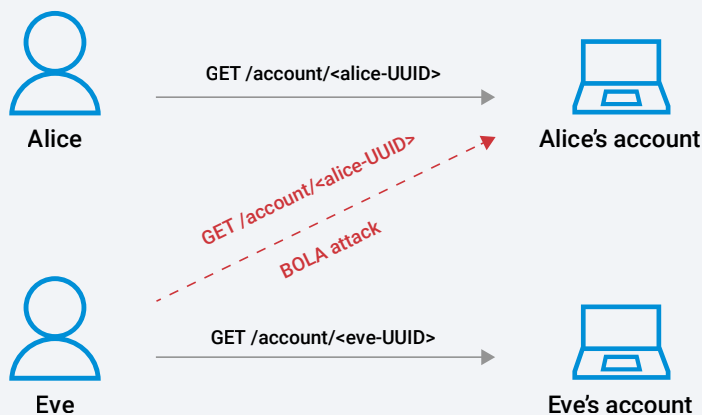 GET /account/<alice-UUID>
Alice
Alice's account
GET /account/<alice-UUID>
BOLA attack
GET /account/<eve-UUID>
Eve
Eve's account